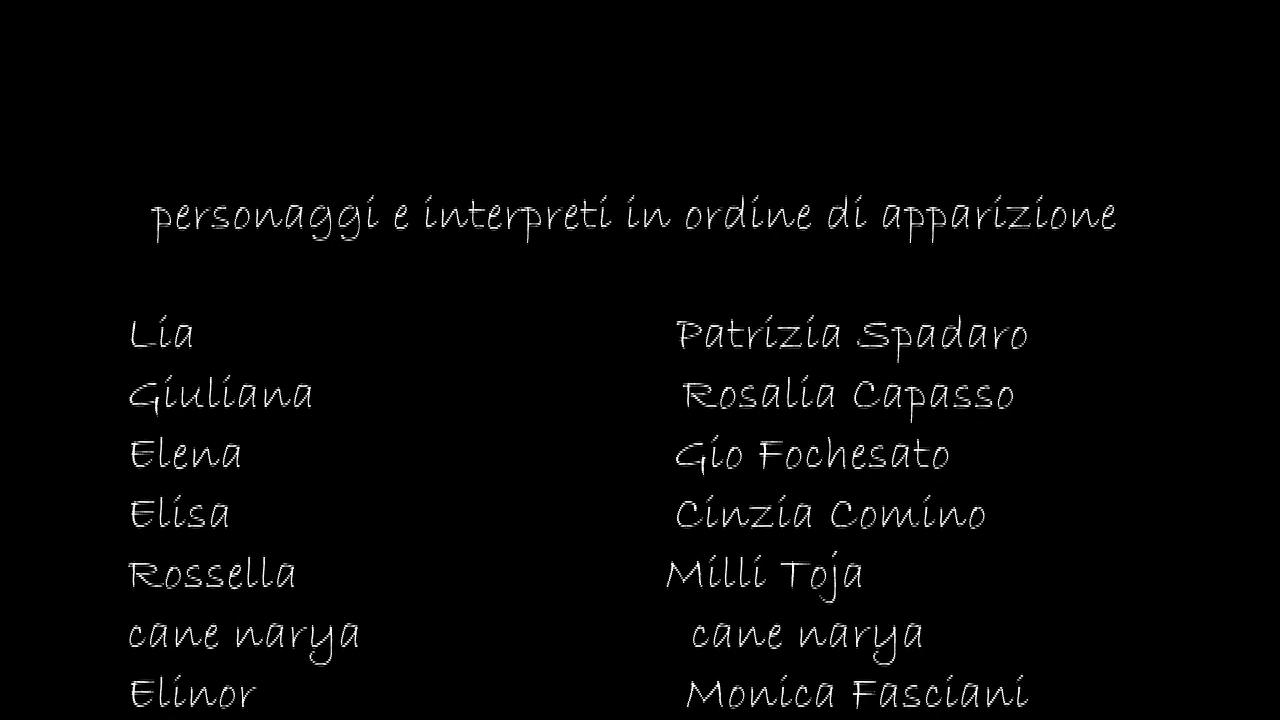 personaggi e interpreti in ordine di apparizione
Lia Patrizia Spadaro
Giuliana Rosalia Capasso
Elena Gio Fochesato
Elisa Cinzia Comino
Rossella Milli Toja
cane narya cane narya
Elinor Monica Fasciani